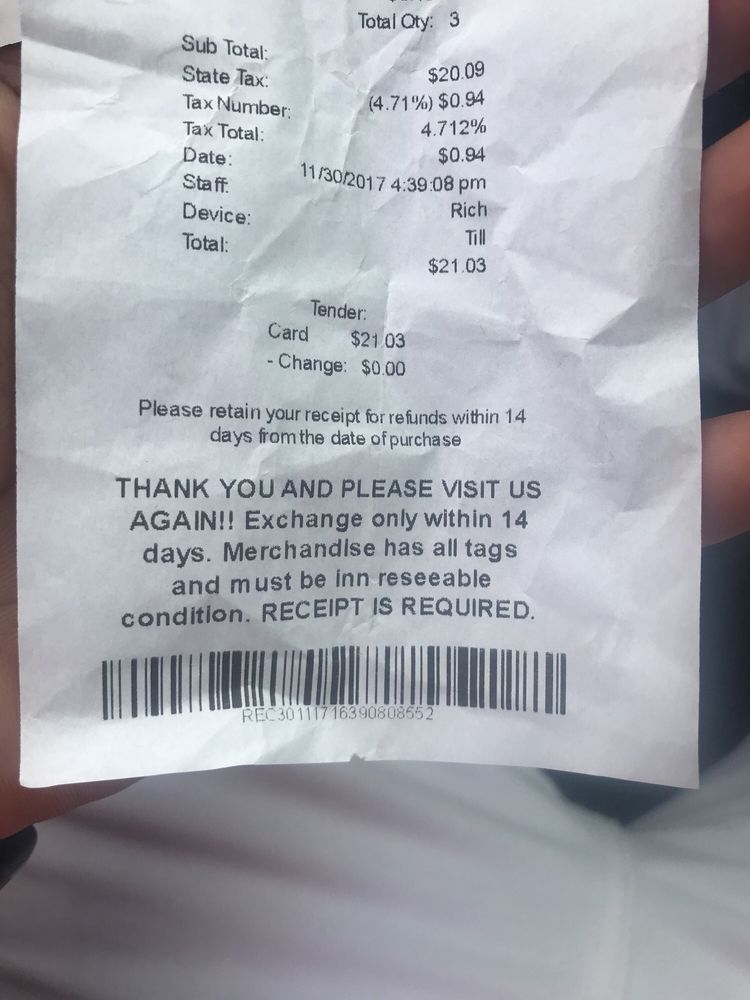 Total Qty: 3
Sub Total: $20.09
State Tax: (4.71%) $0.94
Tax Number: 4.712%
Tax Total: $0.94
Date: 11/30/2017 4:39:08 pm
Staff: Rich
Device: Till
Total: $21.03
Tender:
Card $21.03
- Change: $0.00
Please retain your receipt for refunds within 14
days from the date of purchase
THANK YOU AND PLEASE VISIT US
AGAIN!! Exchange only within 14
days. Merchandise has all tags
and must be inn reseeable
condition. RECEIPT IS REQUIRED.
REC30111716390808552